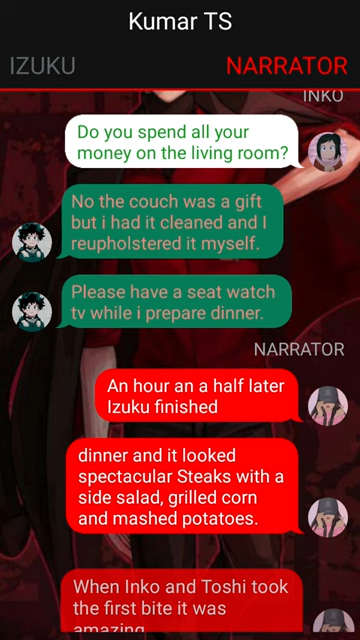 Kumar TS
IZUKU
NARRATOR
INKO
Do you spend all your
money on the living room?
No the couch was a gift
but i had it cleaned and I
reupholstered it myself.
Please have a seat watch
tv while i prepare dinner.
NARRATOR
An hour an a half later
Izuku finished
dinner and it looked
spectacular Steaks with a
side salad, grilled corn
and mashed potatoes.
When Inko and Toshi took
the first bite it was
amazing